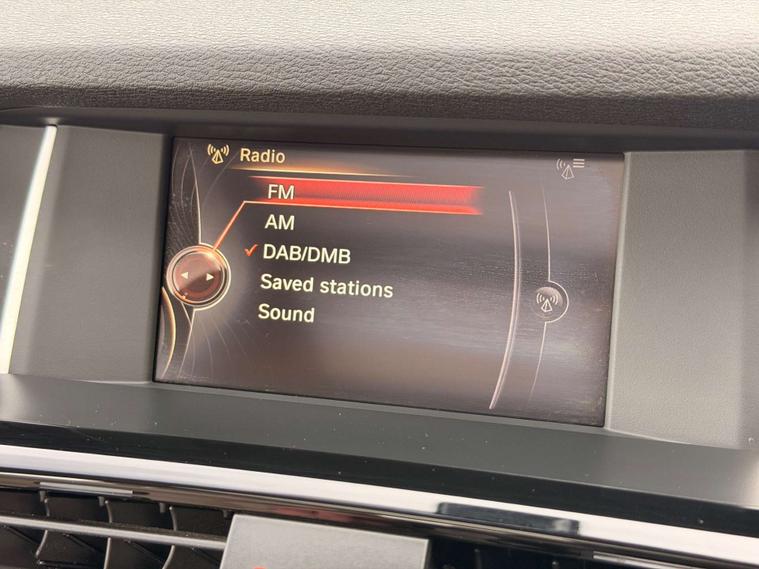 Radio
FM
AM
DAB/DMB
Saved stations
Sound